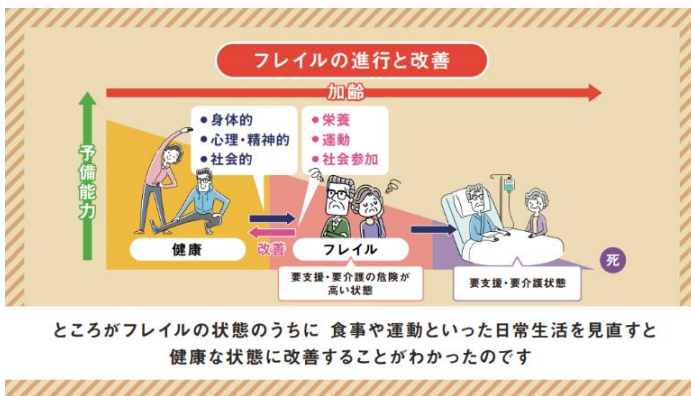 フレイルの進行と改善
加齢
予備能力
●身体的
●心理・精神的
●社会的
●栄養
●運動
●社会参加
健康
改善
フレイル
死
要支援・要介護の危険が
高い状態
要支援・要介護状態
ところがフレイルの状態のうちに 食事や運動といった日常生活を見直すと
健康な状態に改善することがわかったのです